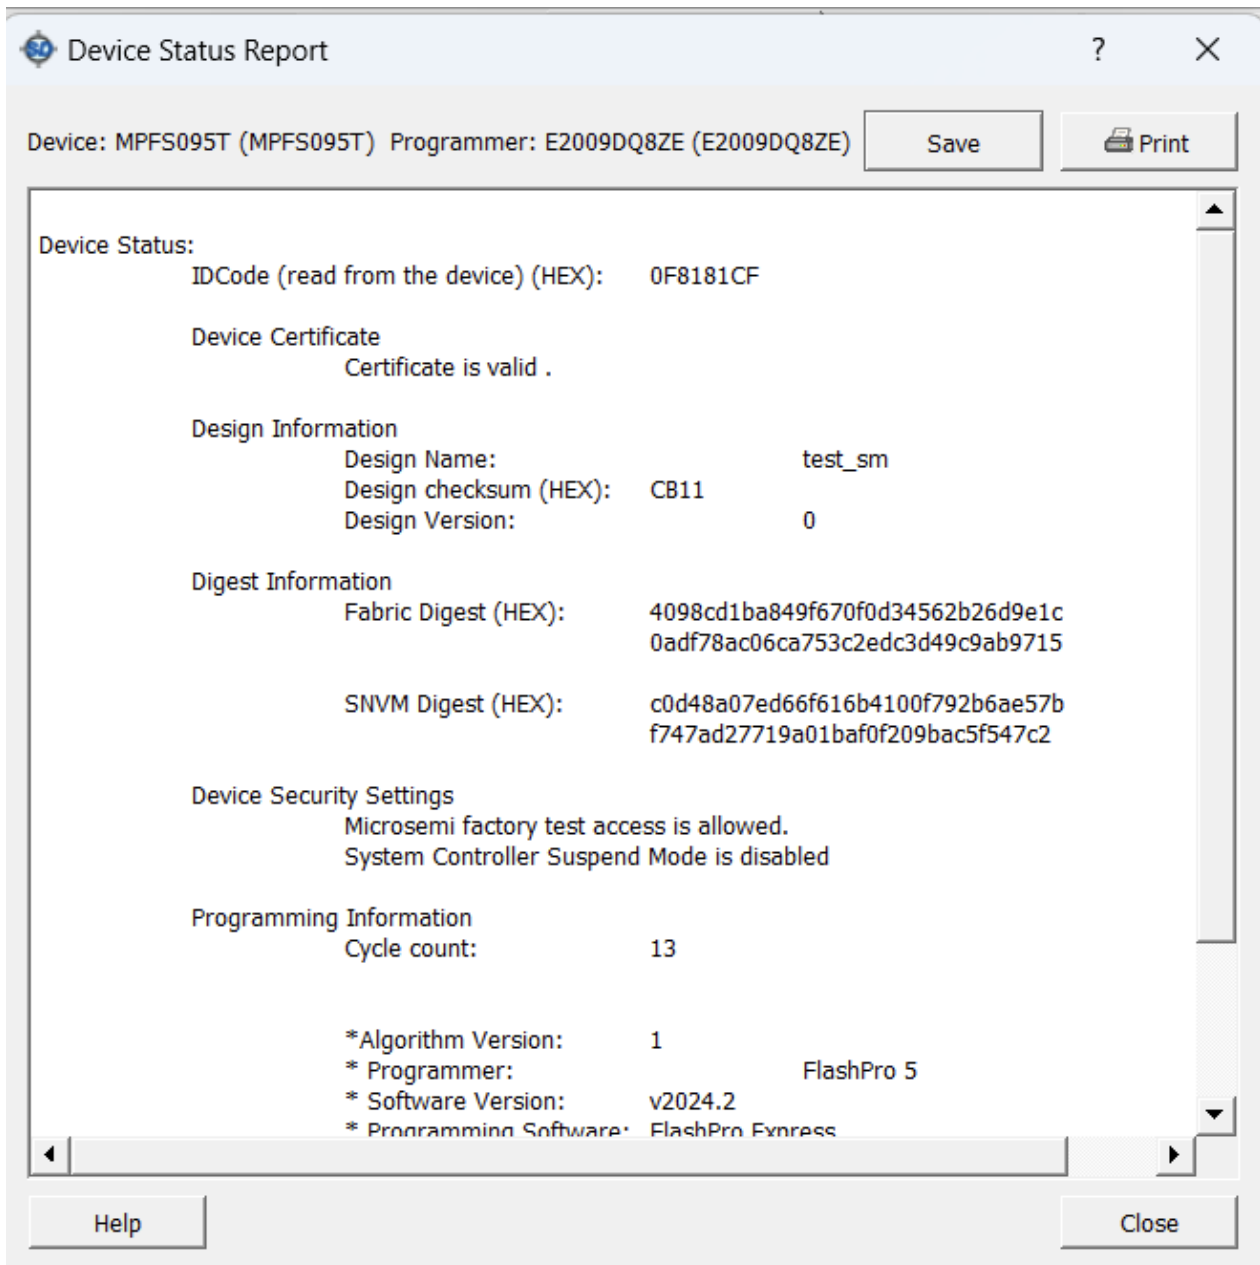 Device Status Report
Device: MPFS095T (MPFS095T) Programmer: E2009DQ8ZE (E2009DQ8ZE) Save Print
Device Status:
IDCode (read from the device) (HEX): 0F8181CF
Device Certificate
Certificate is valid .
Design Information
Design Name: test_sm
Design checksum (HEX): CB11
Design Version: 0
Digest Information
Fabric Digest (HEX): 4098cd1ba849f670f0d34562b26d9e1c
0adf78ac06ca753c2edc3d49c9ab9715
SNVM Digest (HEX): c0d48a07ed66f616b4100f792b6ae57b
f747ad27719a01baf0f209bac5f547c2
Device Security Settings
Microsemi factory test access is allowed.
System Controller Suspend Mode is disabled
Programming Information
Cycle count: 13
*Algorithm Version: 1
* Programmer: FlashPro 5
* Software Version: v2024.2
* Programming Software: FlashPro Express
Help Close